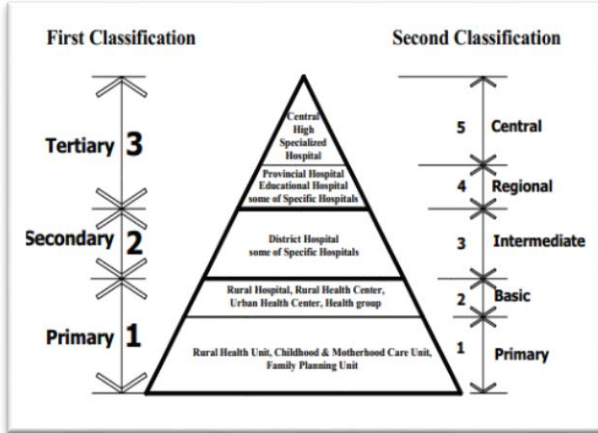 First Classification
Second Classification
Tertiary 3
Secondary 2
Primary 1
Central
High
Specialized
Hospital
Provincial Hospital
Educational Hospital
some of Specific Hospitals
District Hospital
some of Specific Hospitals
Rural Hospital, Rural Health Center,
Urban Health Center, Health group
Rural Health Unit, Childhood & Motherhood Care Unit,
Family Planning Unit
5 Central
4 Regional
3 Intermediate
2 Basic
1 Primary